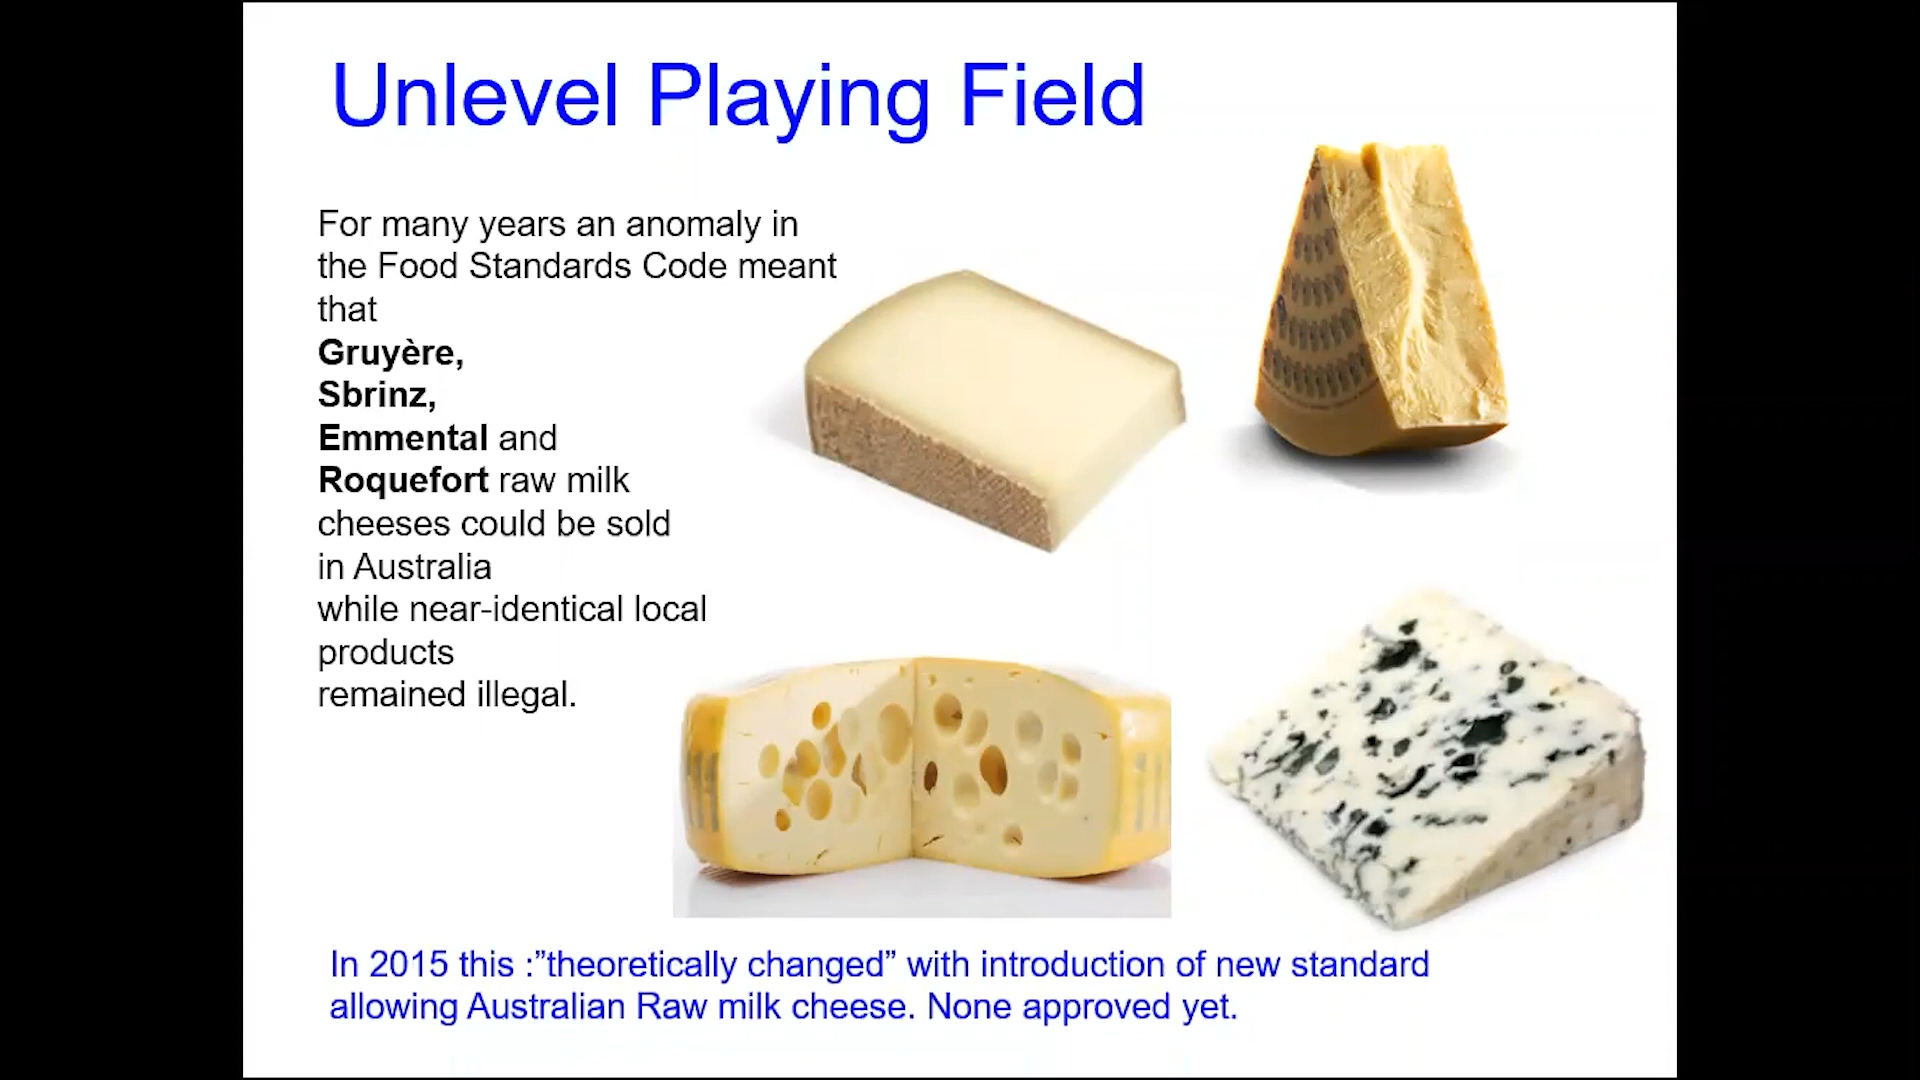 Unlevel Playing Field
For many years an anomaly in
the Food Standards Code meant
that
Gruyère,
Sbrinz,
Emmental and
Roquefort raw milk
cheeses could be sold
in Australia
while near-identical local
products
remained illegal.
In 2015 this :”theoretically changed” with introduction of new standard
allowing Australian Raw milk cheese. None approved yet.